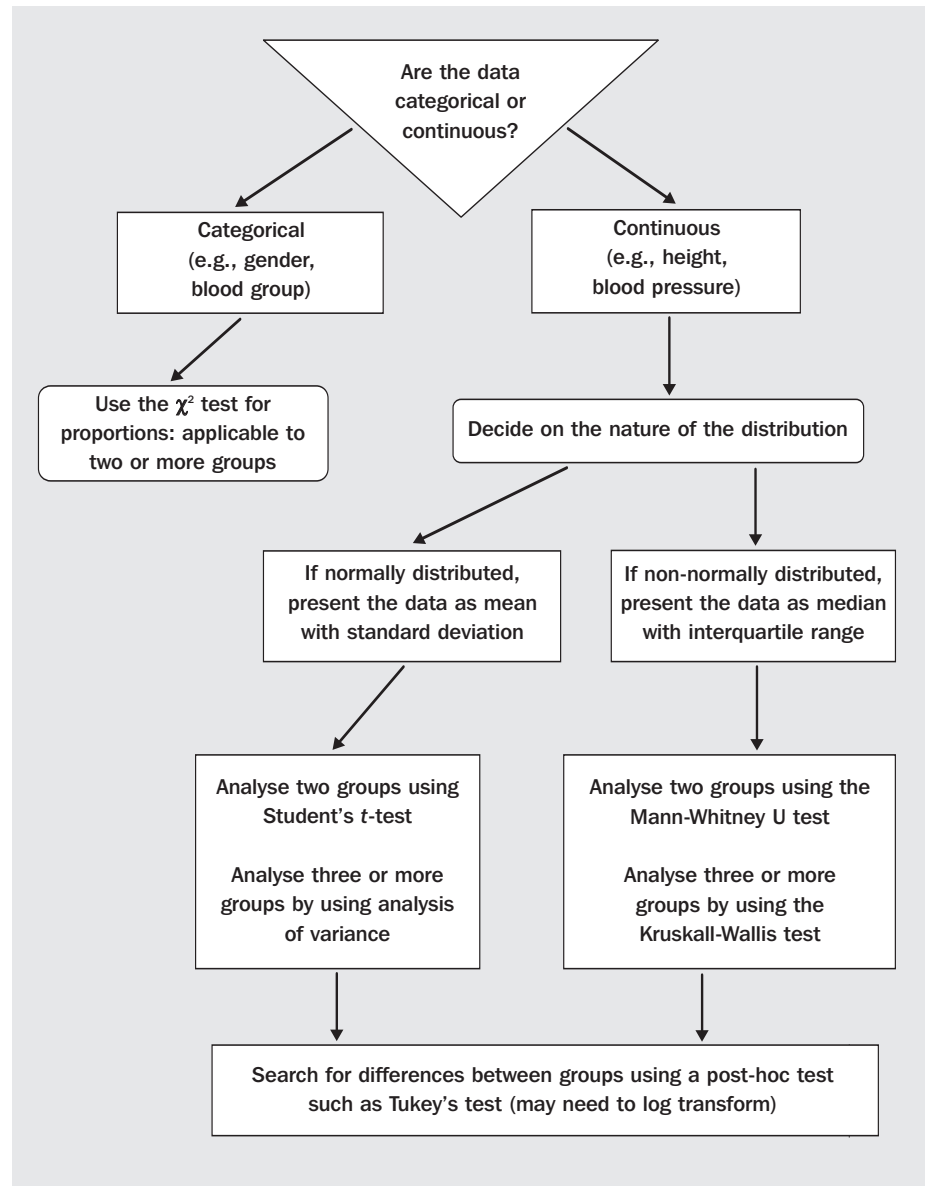 Are the data
categorical or
continuous?
Categorical
(e.g., gender,
blood group)
Continuous
(e.g., height,
blood pressure)
Use the χ² test for
proportions: applicable to
two or more groups
Decide on the nature of the distribution
If normally distributed,
present the data as mean
with standard deviation
If non-normally distributed,
present the data as median
with interquartile range
Analyse two groups using
Student's t-test
Analyse three or more
groups by using analysis
of variance
Analyse two groups using the
Mann-Whitney U test
Analyse three or more
groups by using the
Kruskall-Wallis test
Search for differences between groups using a post-hoc test
such as Tukey's test (may need to log transform)